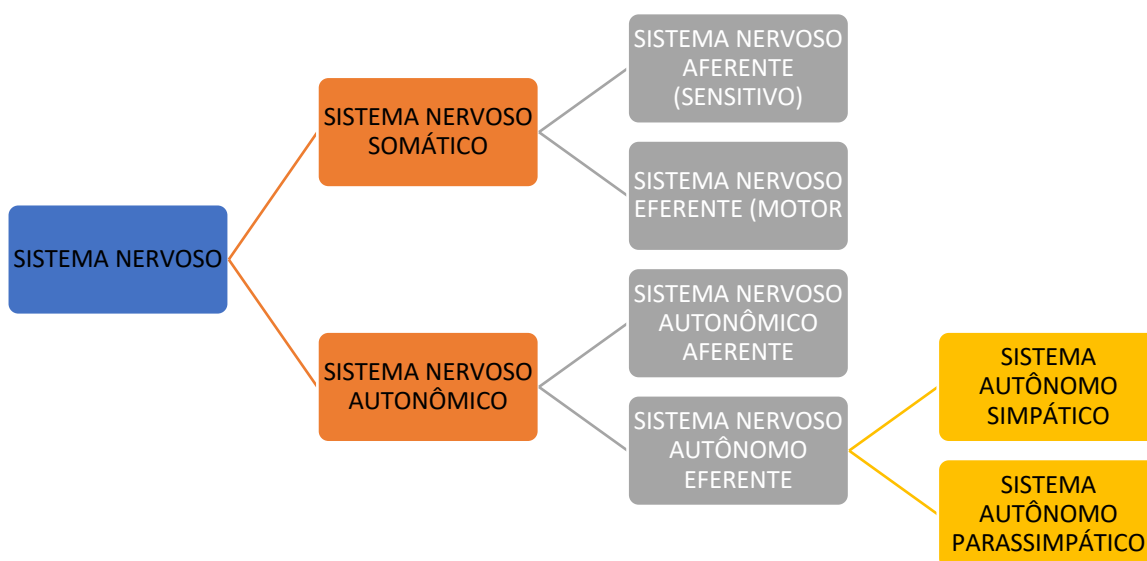 SISTEMA NERVOSO
SISTEMA NERVOSO
SOMÁTICO
SISTEMA NERVOSO
AFERENTE
(SENSITIVO)
SISTEMA NERVOSO
EFERENTE (MOTOR
SISTEMA NERVOSO
AUTONÔMICO
SISTEMA NERVOSO
AUTONÔMICO
AFERENTE
SISTEMA NERVOSO
AUTÔNOMO
EFERENTE
SISTEMA
AUTÔNOMO
SIMPÁTICO
SISTEMA
AUTÔNOMO
PARASSIMPÁTICO